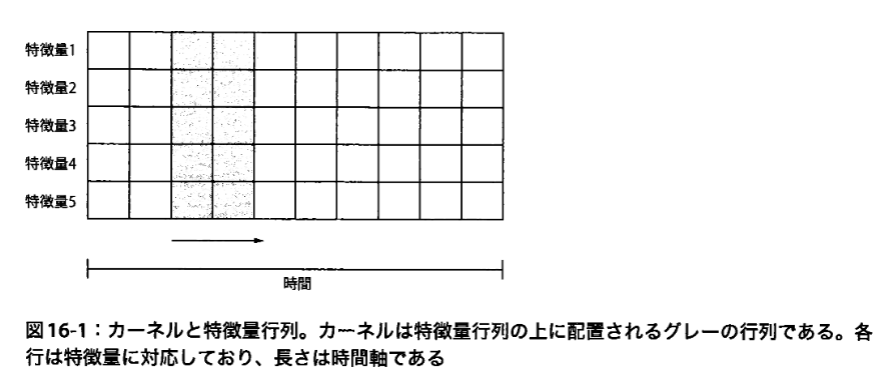 特徴量1
特徴量2
特徴量3
特徴量4
特徴量5
時間
図16-1：カーネルと特徴量行列。カーネルは特徴量行列の上に配置されるグレーの行列である。各
行は特徴量に対応しており、長さは時間軸である